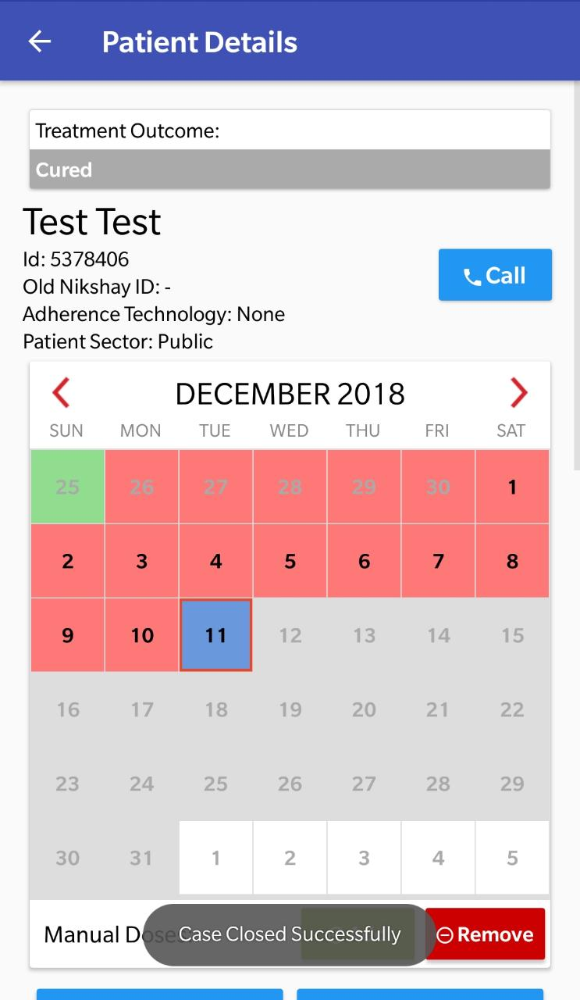 Patient Details
Treatment Outcome:
Cured
Test Test
Id: 5378406
Old Nikshay ID: -
Adherence Technology: None
Patient Sector: Public
Call
DECEMBER 2018
SUN MON TUE WED THU FRI SAT
25 26 27 28 29 30 1
2 3 4 5 6 7 8
9 10 11 12 13 14 15
16 17 18 19 20 21 22
23 24 25 26 27 28 29
30 31 1 2 3 4 5
Manual Doses:
Case Closed Successfully
Remove